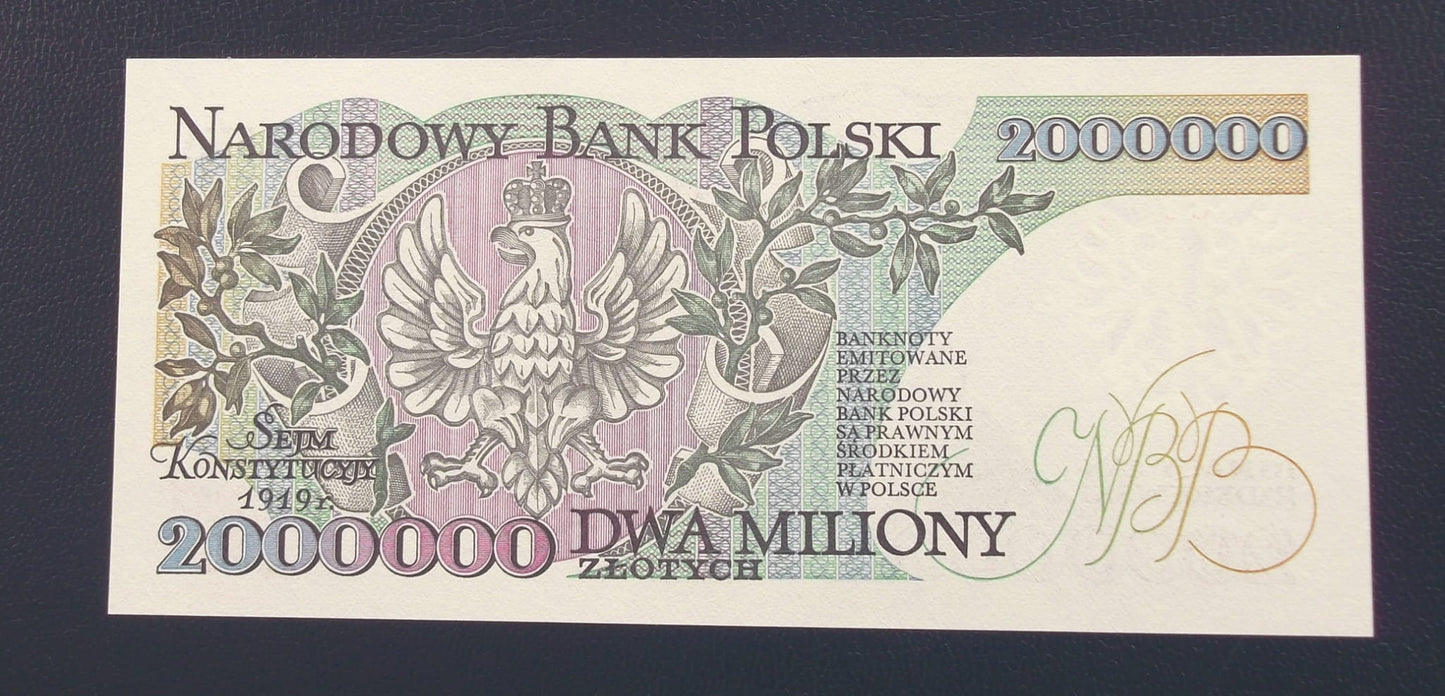 NARODOWY BANK POLSKI 2000000
BANKNOTY
EMITOWANE
PRZEZ
NARODOWY
BANK POLSKI
SĄ PRAWNYM
ŚRODKIEM
PŁATNICZYM
W POLSCE
NBP
SEJM
KONSTYTUCYJY
1919 r.
2000000 DWA MILIONY
ZŁOTYCH